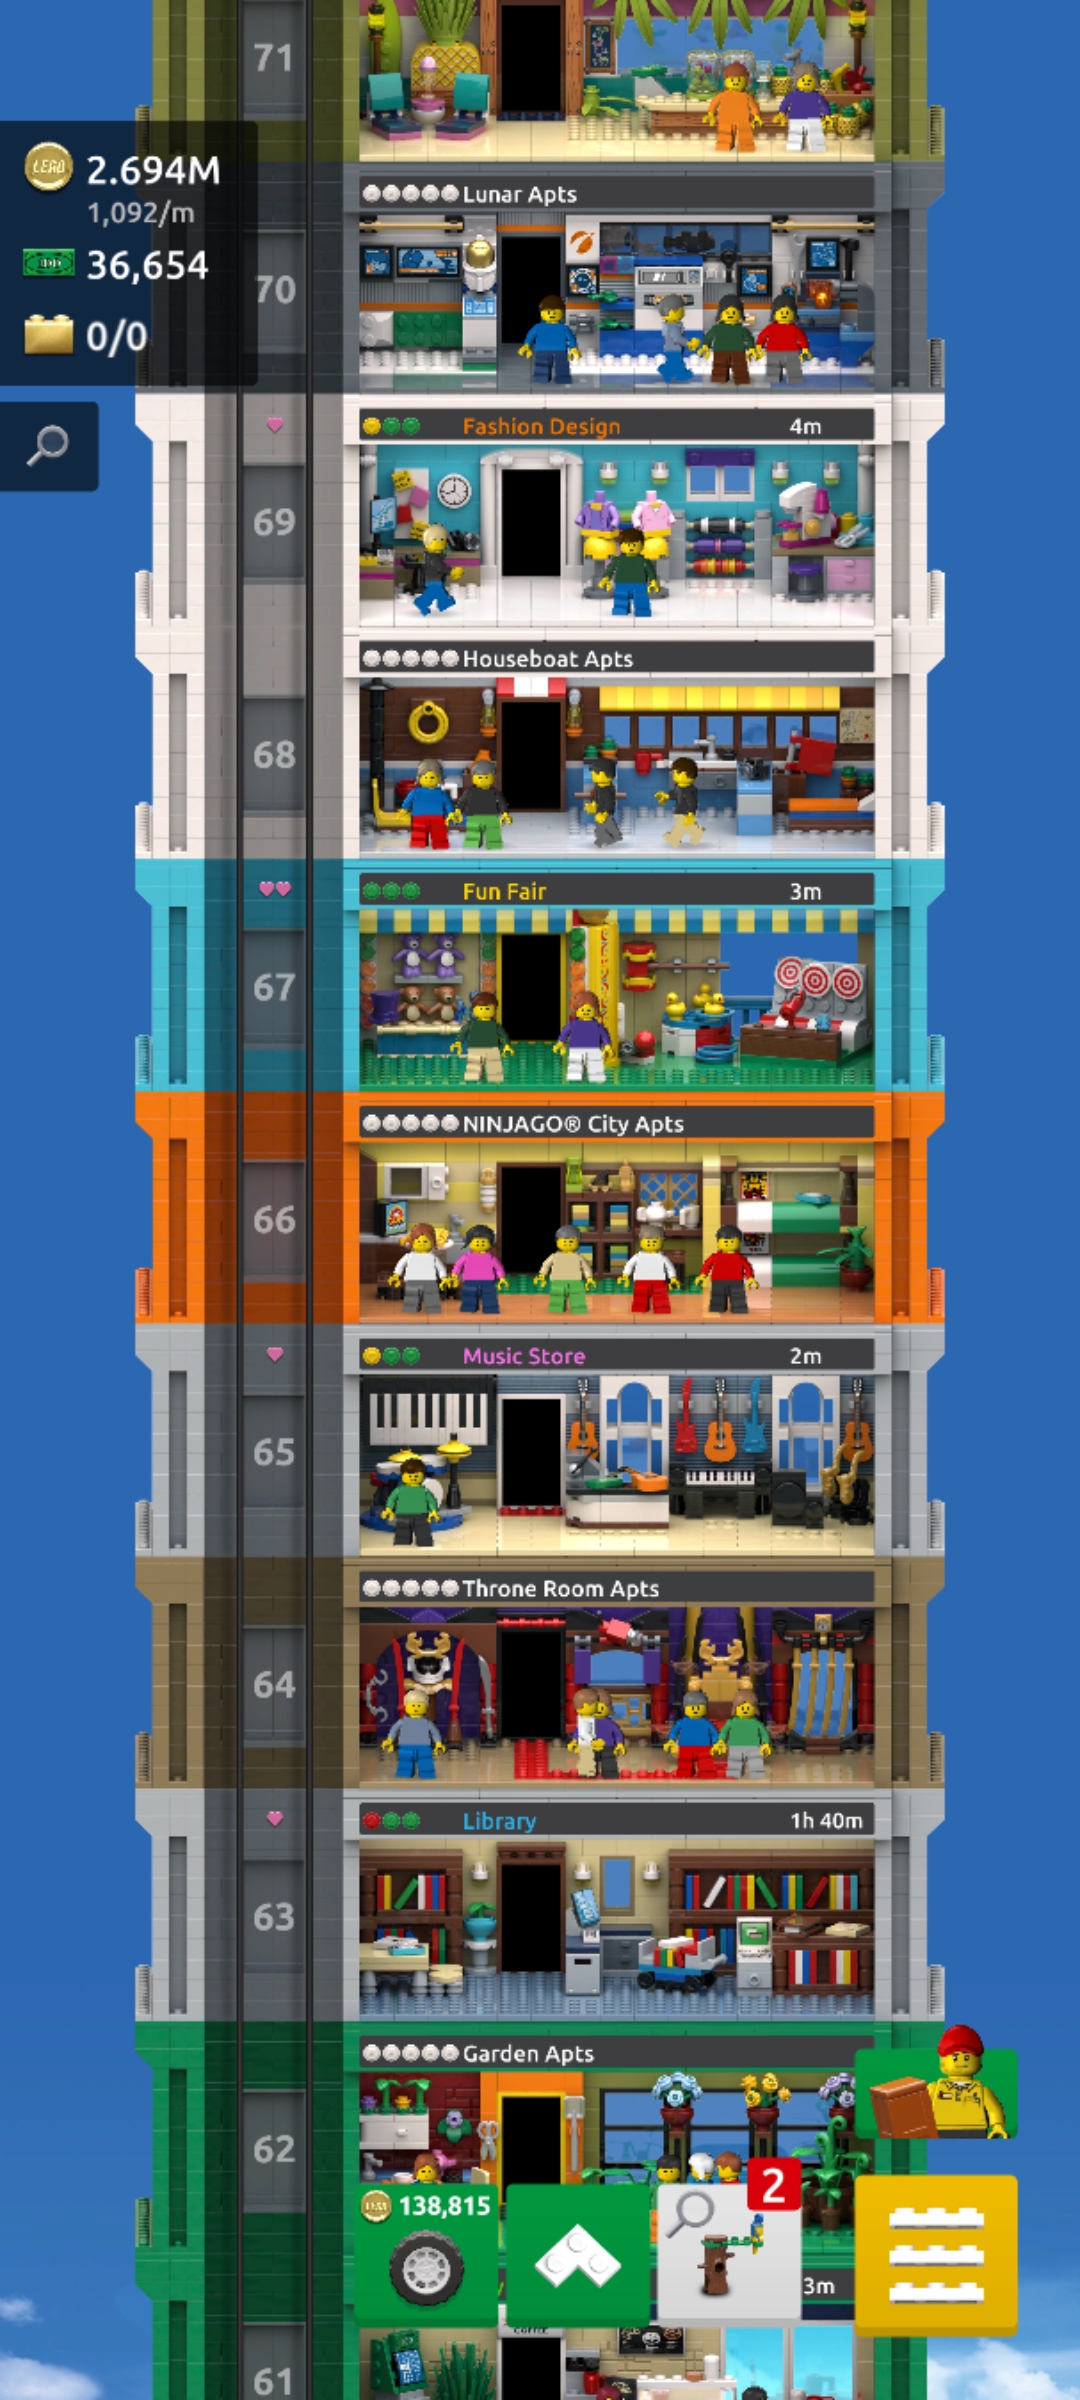 71
LEGO
2.694M
1,092/m
36,654
0/0
Lunar Apts
70
Fashion Design 4m
69
Houseboat Apts
68
Fun Fair 3m
67
NINJAGO® City Apts
66
Music Store 2m
65
Throne Room Apts
64
Library 1h 40m
63
Garden Apts
62
138,815
2
3m
COFFEE
61